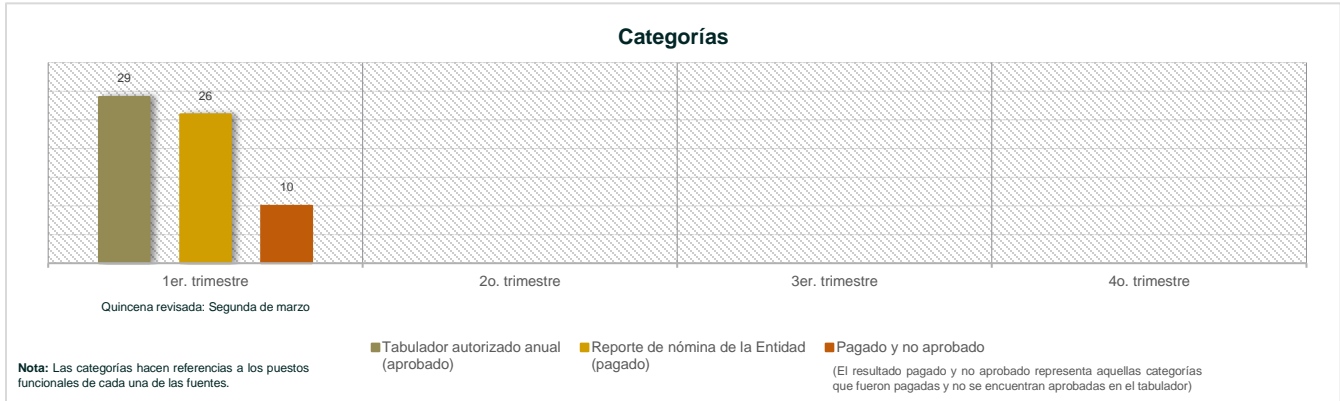 Categorías
29
26
10
1er. trimestre
2o. trimestre
3er. trimestre
4o. trimestre
Quincena revisada: Segunda de marzo
Tabulador autorizado anual
(aprobado)
Reporte de nómina de la Entidad
(pagado)
Pagado y no aprobado
(El resultado pagado y no aprobado representa aquellas categorías
que fueron pagadas y no se encuentran aprobadas en el tabulador)
Nota: Las categorías hacen referencias a los puestos
funcionales de cada una de las fuentes.